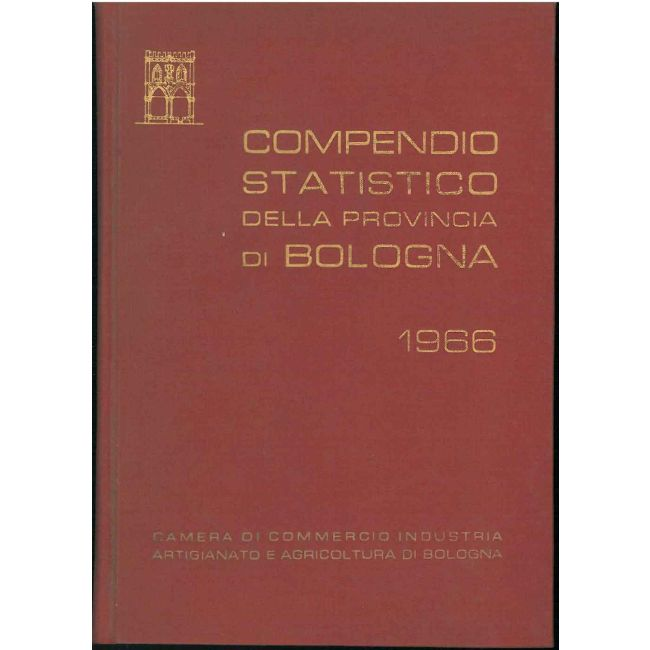 COMPENDIO
STATISTICO
DELLA PROVINCIA
DI BOLOGNA
1966
CAMERA DI COMMERCIO INDUSTRIA
ARTIGIANATO E AGRICOLTURA DI BOLOGNA